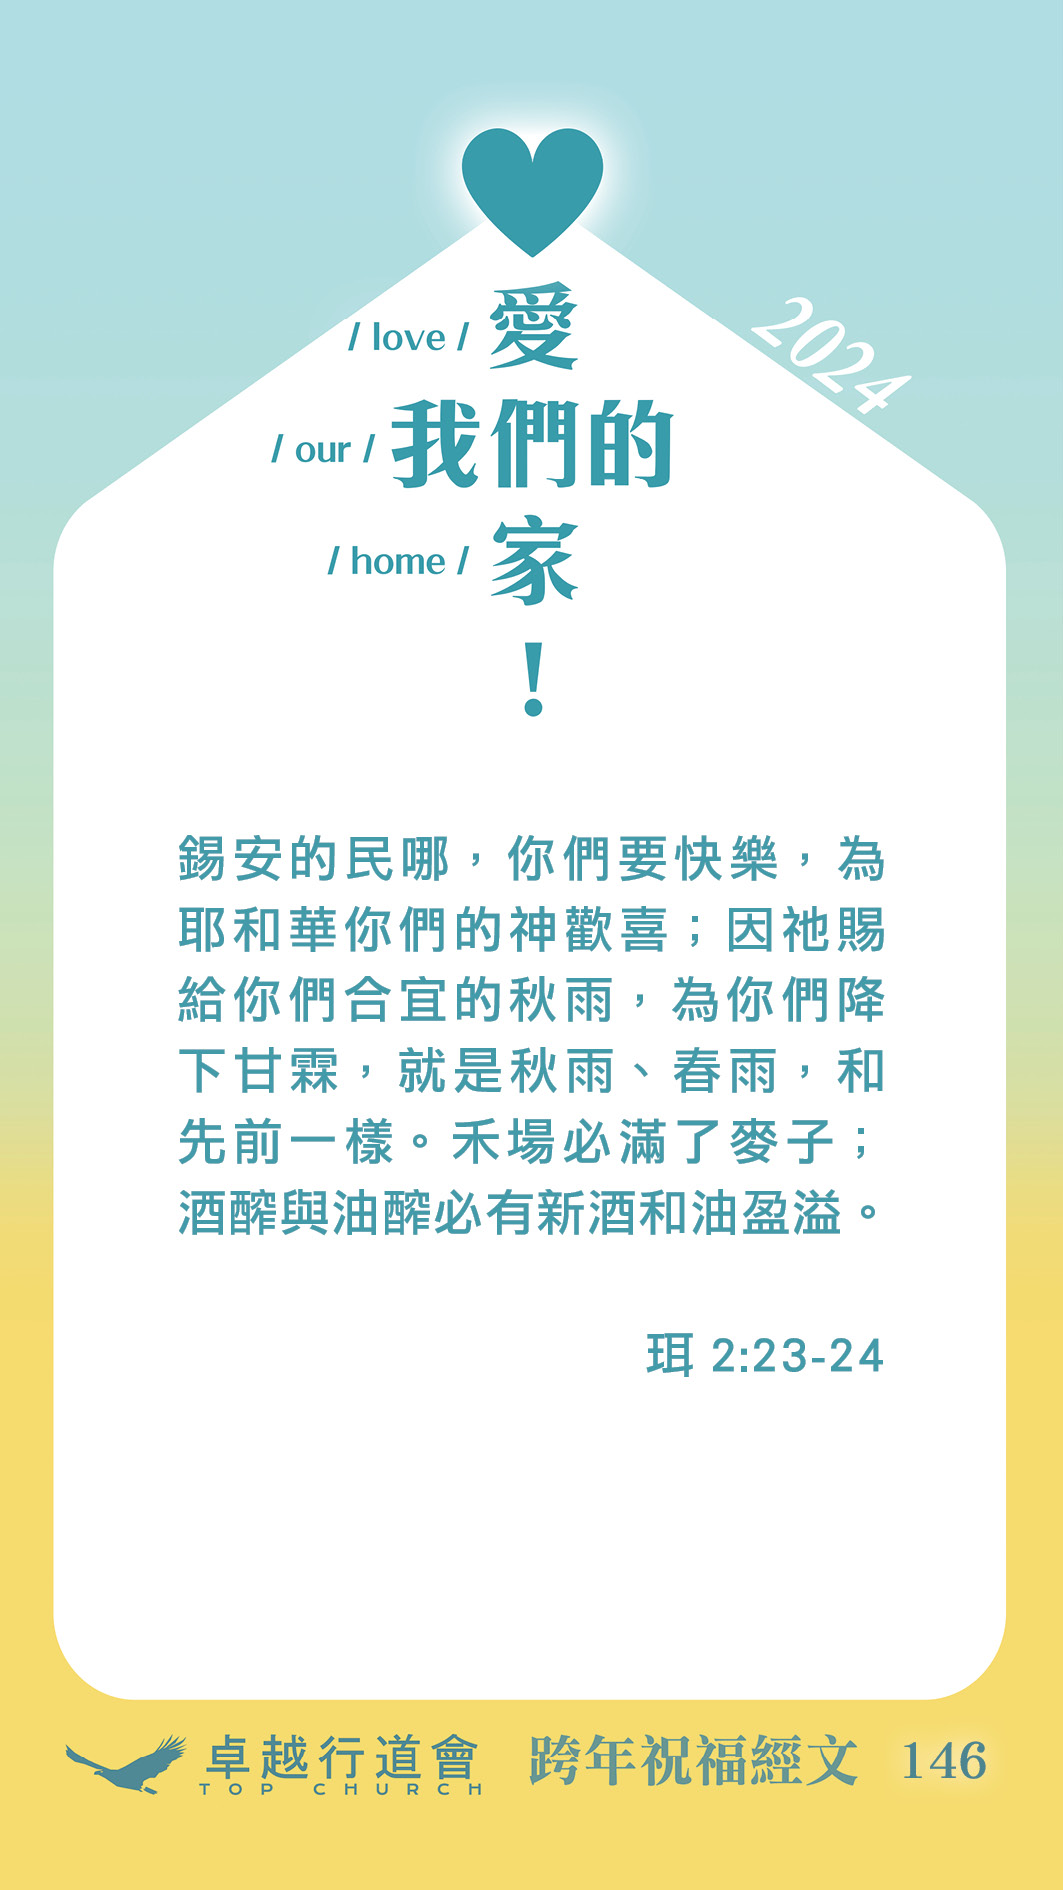 2024
/ love / 愛
/ our / 我們的
/ home / 家
！
錫安的民哪，你們要快樂，為
耶和華你們的神歡喜；因祂賜
給你們合宜的秋雨，為你們降
下甘霖，就是秋雨、春雨，和
先前一樣。禾場必滿了麥子；
酒醡與油醡必有新酒和油盈溢。
珥 2:23-24
卓越行道會 跨年祝福經文 146
TOP CHURCH